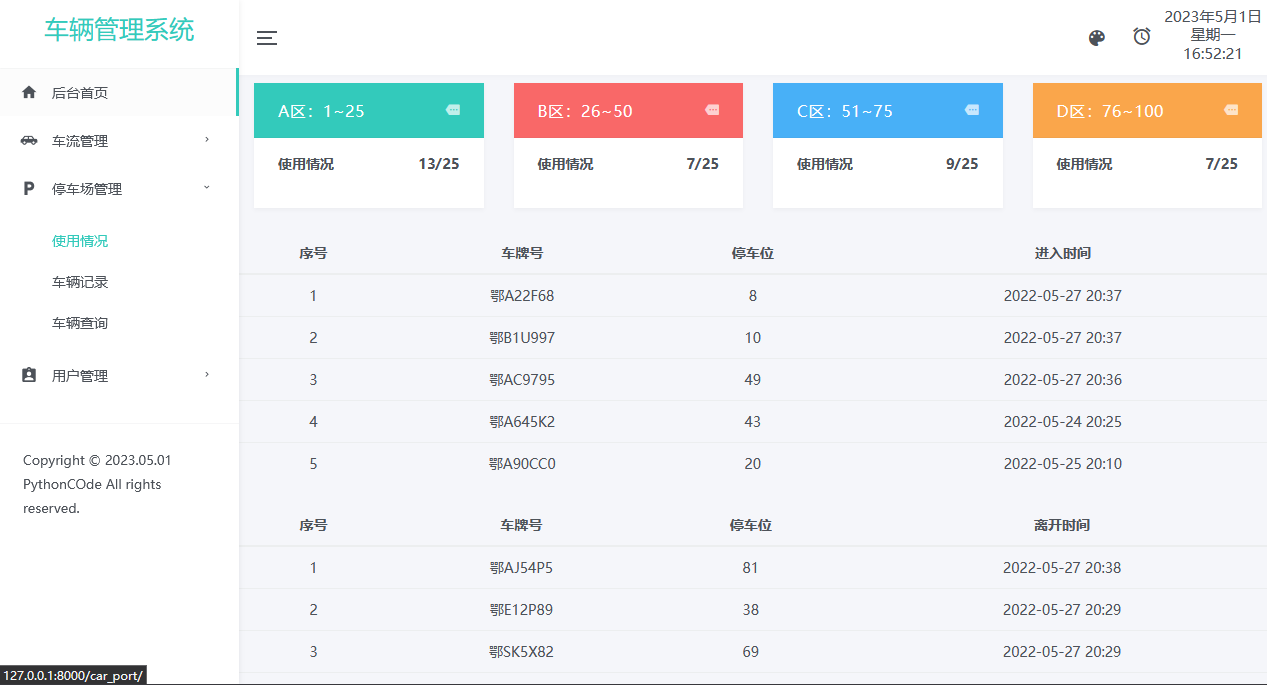 车辆管理系统
2023年5月1日
星期一
16:52:21
后台首页
车流管理
停车场管理
使用情况
车辆记录
车辆查询
用户管理
Copyright © 2023.05.01
PythonCOde All rights
reserved.
A区：1~25
使用情况 13/25
B区：26~50
使用情况 7/25
C区：51~75
使用情况 9/25
D区：76~100
使用情况 7/25
序号 车牌号 停车位 进入时间
1 鄂A22F68 8 2022-05-27 20:37
2 鄂B1U997 10 2022-05-27 20:37
3 鄂AC9795 49 2022-05-27 20:36
4 鄂A645K2 43 2022-05-24 20:25
5 鄂A90CC0 20 2022-05-25 20:10
序号 车牌号 停车位 离开时间
1 鄂AJ54P5 81 2022-05-27 20:38
2 鄂E12P89 38 2022-05-27 20:29
3 鄂SK5X82 69 2022-05-27 20:29
127.0.0.1:8000/car_port/